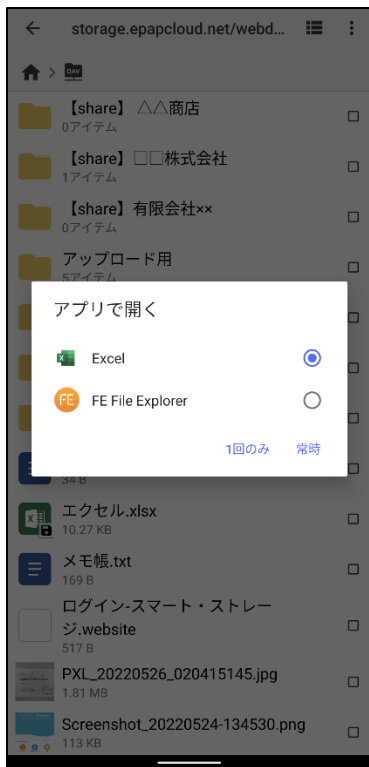 storage.epapcloud.net/webd...
DAV
【share】 △△商店
0アイテム
【share】□□株式会社
1アイテム
【share】有限会社××
0アイテム
アップロード用
5アイテム
アプリで開く
Excel
FE FE File Explorer
1回のみ 常時
34 B
エクセル.xlsx
10.27 KB
メモ帳.txt
169 B
ログイン-スマート・ストレー
ジ.website
517 B
PXL_20220526_020415145.jpg
1.81 MB
Screenshot_20220524-134530.png
113 KB